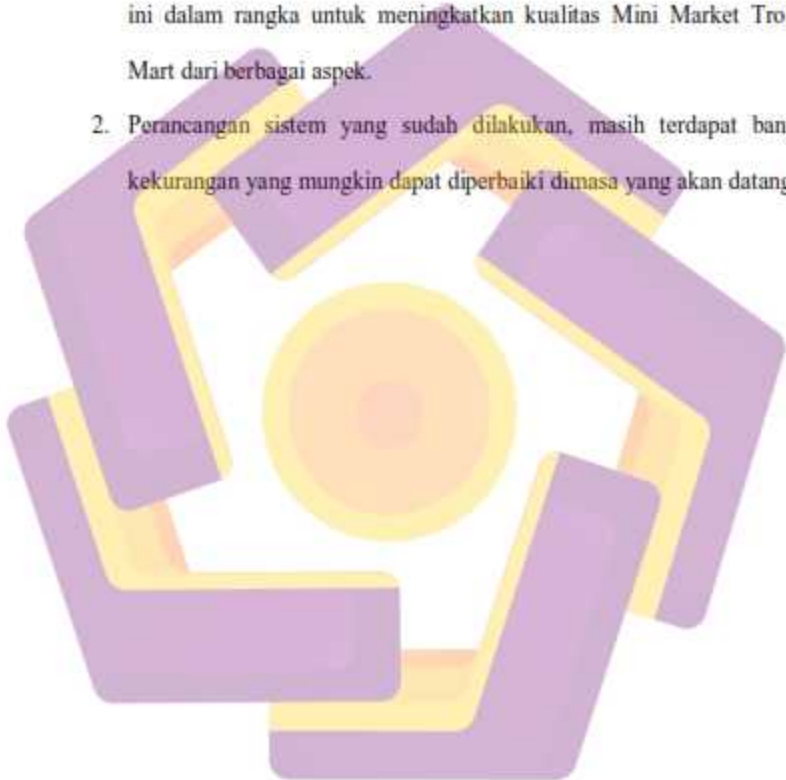 ini dalam rangka untuk meningkatkan kualitas Mini Market Tro
Mart dari berbagai aspek.
2. Perancangan sistem yang sudah dilakukan, masih terdapat ban
kekurangan yang mungkin dapat diperbaiki dimasa yang akan datang